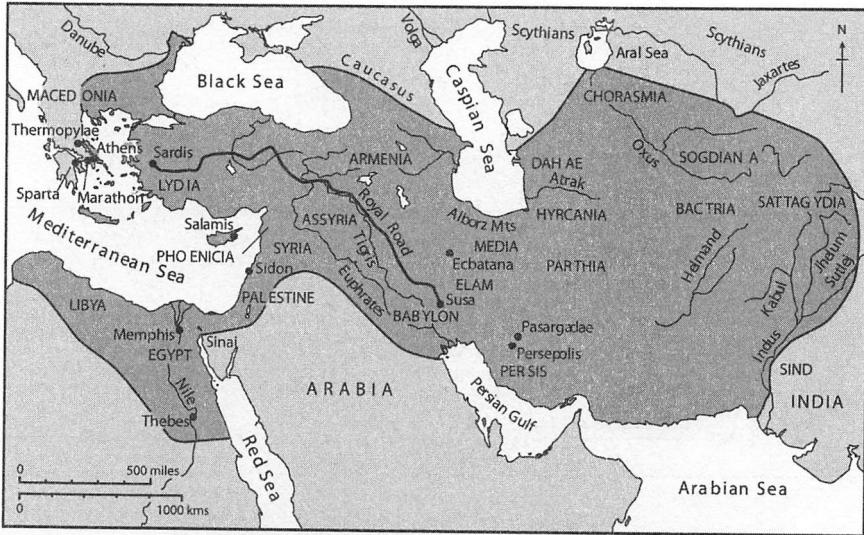 Danube
Volga
Scythians
Aral Sea
Scythians
N
Black Sea
Caucasus
Caspian Sea
Jaxartes
MACEDONIA
CHORASMIA
Thermopylae
Athens
Sardis
ARMENIA
DAHAE
Oxus
SOGDIANA
LYDIA
Atrak
Sparta
Marathon
Royal Road
Alborz Mts
HYRCANIA
BACTRIA
SATTAGYDIA
Mediterranean Sea
Salamis
ASSYRIA
MEDIA
PHOENICIA
SYRIA
Tigris
Ecbatana
PARTHIA
Helmand
Jhelum
Sutlej
Sidon
Euphrates
ELAM
Kabul
LIBYA
PALESTINE
Susa
BABYLON
Memphis
EGYPT
Sinai
Pasargadae
Persepolis
PERSIS
Indus
SIND
ARABIA
Nile
Persian Gulf
INDIA
Thebes
Red Sea
0 500 miles
0 1000 kms
Arabian Sea